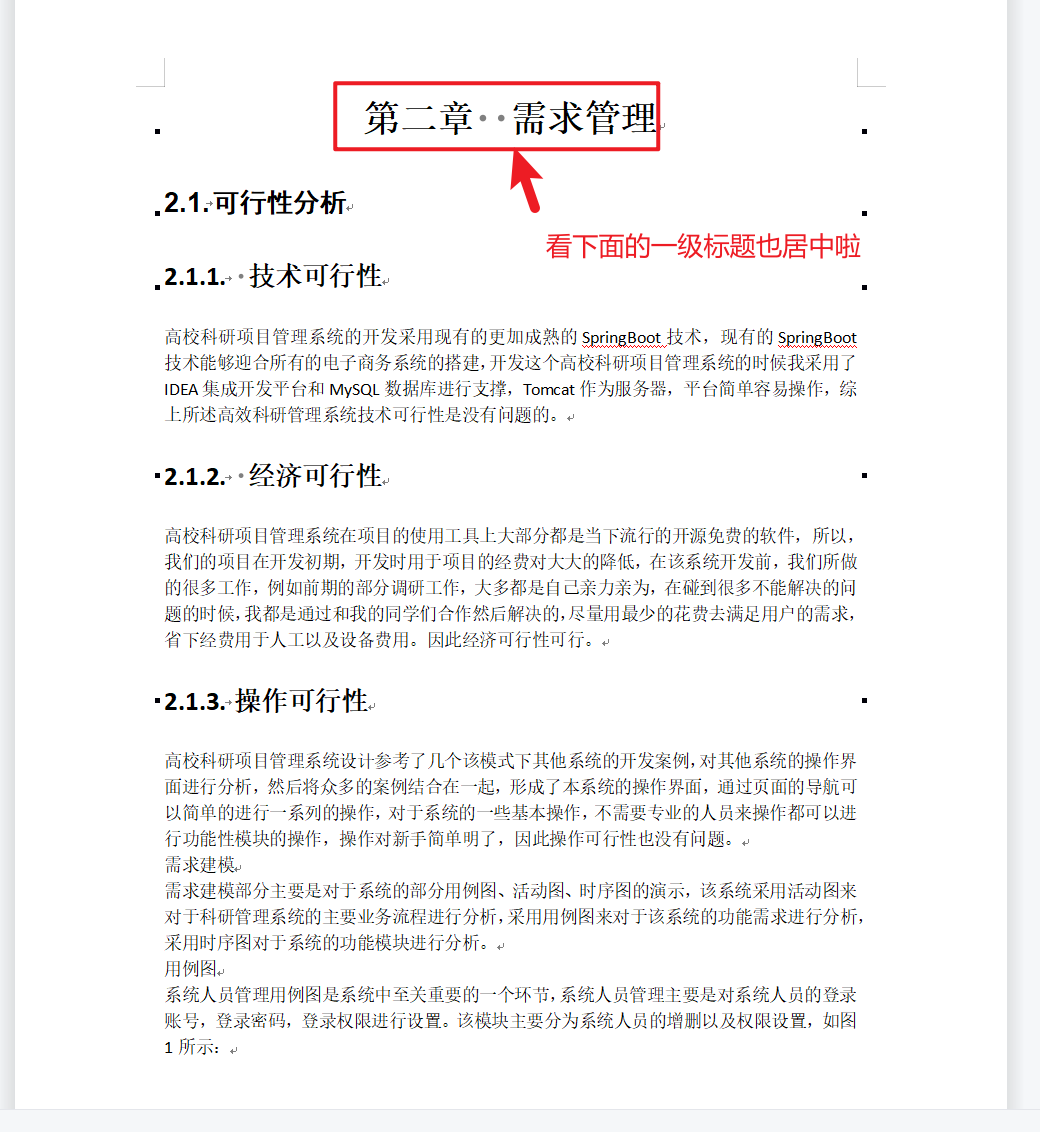 第二章  需求管理
2.1.可行性分析
看下面的一级标题也居中啦
2.1.1. 技术可行性
高校科研项目管理系统的开发采用现有的更加成熟的 SpringBoot 技术，现有的 SpringBoot
技术能够迎合所有的电子商务系统的搭建，开发这个高校科研项目管理系统的时候我采用了
IDEA 集成开发平台和 MySQL 数据库进行支撑，Tomcat 作为服务器，平台简单容易操作，综
上所述高效科研管理系统技术可行性是没有问题的。
2.1.2. 经济可行性
高校科研项目管理系统在项目的使用工具上大部分都是当下流行的开源免费的软件，所以，
我们的项目在开发初期，开发时用于项目的经费对大大的降低，在该系统开发前，我们所做
的很多工作，例如前期的部分调研工作，大多都是自己亲力亲为，在碰到很多不能解决的问
题的时候，我都是通过和我的同学们合作然后解决的，尽量用最少的花费去满足用户的需求，
省下经费用于人工以及设备费用。因此经济可行性可行。
2.1.3. 操作可行性
高校科研项目管理系统设计参考了几个该模式下其他系统的开发案例，对其他系统的操作界
面进行分析，然后将众多的案例结合在一起，形成了本系统的操作界面，通过页面的导航可
以简单的进行一系列的操作，对于系统的一些基本操作，不需要专业的人员来操作都可以进
行功能性模块的操作，操作对新手简单明了，因此操作可行性也没有问题。
需求建模
需求建模部分主要是对于系统的部分用例图、活动图、时序图的演示，该系统采用活动图来
对于科研管理系统的主要业务流程进行分析，采用用例图来对于该系统的功能需求进行分析，
采用时序图对于系统的功能模块进行分析。
用例图
系统人员管理用例图是系统中至关重要的一个环节，系统人员管理主要是对系统人员的登录
账号，登录密码，登录权限进行设置。该模块主要分为系统人员的增删以及权限设置，如图
1 所示：